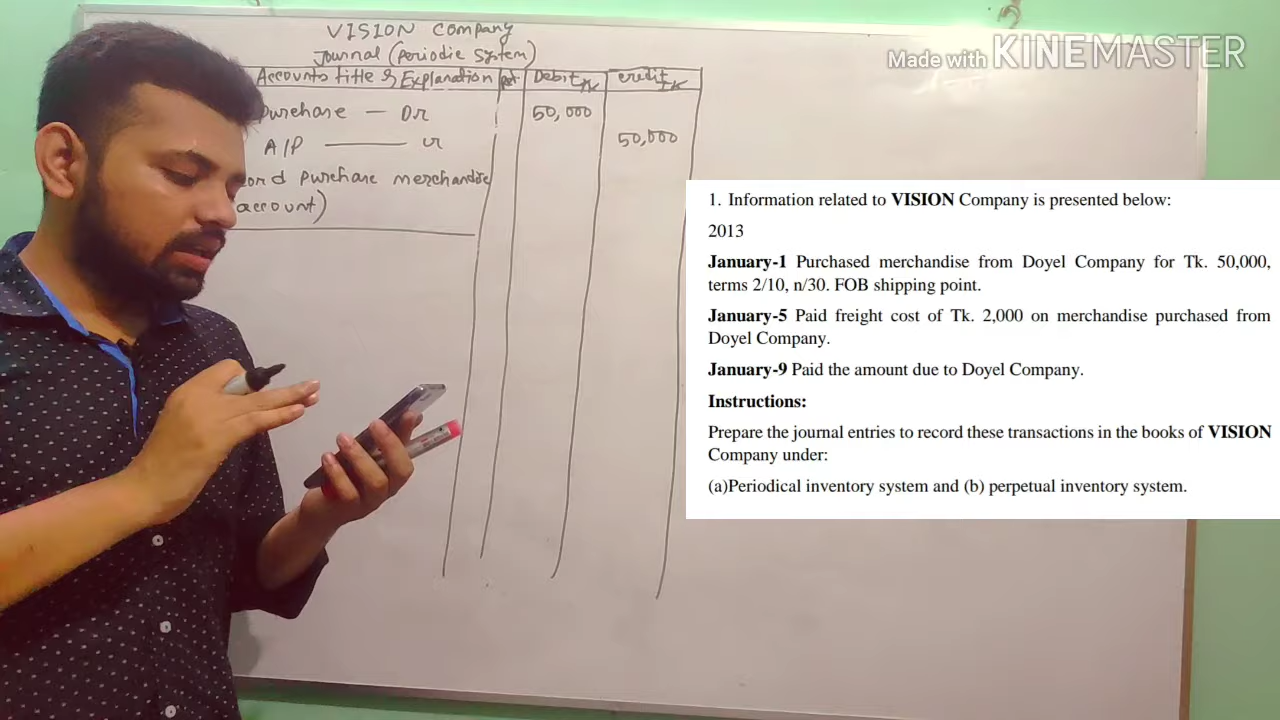 VISION Company
Journal (Periodic System)
Accounts title & Explanation Debit Tk Credit Tk
Purchase — Dr 50,000
A/P — cr 50,000
purchase merchandise
account)
Made with KINEMASTER
1. Information related to VISION Company is presented below:
2013
January-1 Purchased merchandise from Doyel Company for Tk. 50,000,
terms 2/10, n/30. FOB shipping point.
January-5 Paid freight cost of Tk. 2,000 on merchandise purchased from
Doyel Company.
January-9 Paid the amount due to Doyel Company.
Instructions:
Prepare the journal entries to record these transactions in the books of VISION
Company under:
(a)Periodical inventory system and (b) perpetual inventory system.